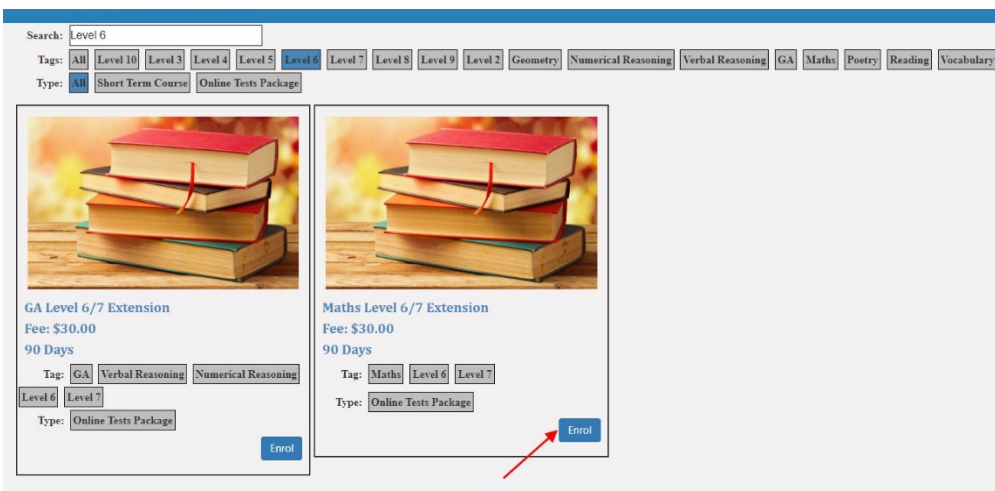 Search: Level 6
Tags: All Level 10 Level 3 Level 4 Level 5 Level 6 Level 7 Level 8 Level 9 Level 2 Geometry Numerical Reasoning Verbal Reasoning GA Maths Poetry Reading Vocabulary
Type: All Short Term Course Online Tests Package
GA Level 6/7 Extension
Fee: $30.00
90 Days
Tag: GA Verbal Reasoning Numerical Reasoning
Level 6 Level 7
Type: Online Tests Package
Enrol
Maths Level 6/7 Extension
Fee: $30.00
90 Days
Tag: Maths Level 6 Level 7
Type: Online Tests Package
Enrol